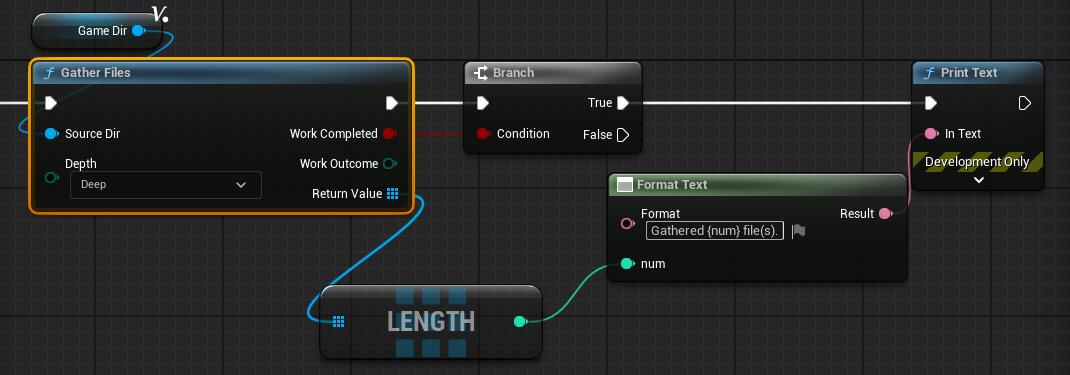 V.
Game Dir
Gather Files
Source Dir
Work Completed
Depth
Deep
Work Outcome
Return Value
Branch
True
Condition
False
Print Text
In Text
Development Only
Format Text
Format
Gathered {num} file(s).
Result
num
LENGTH